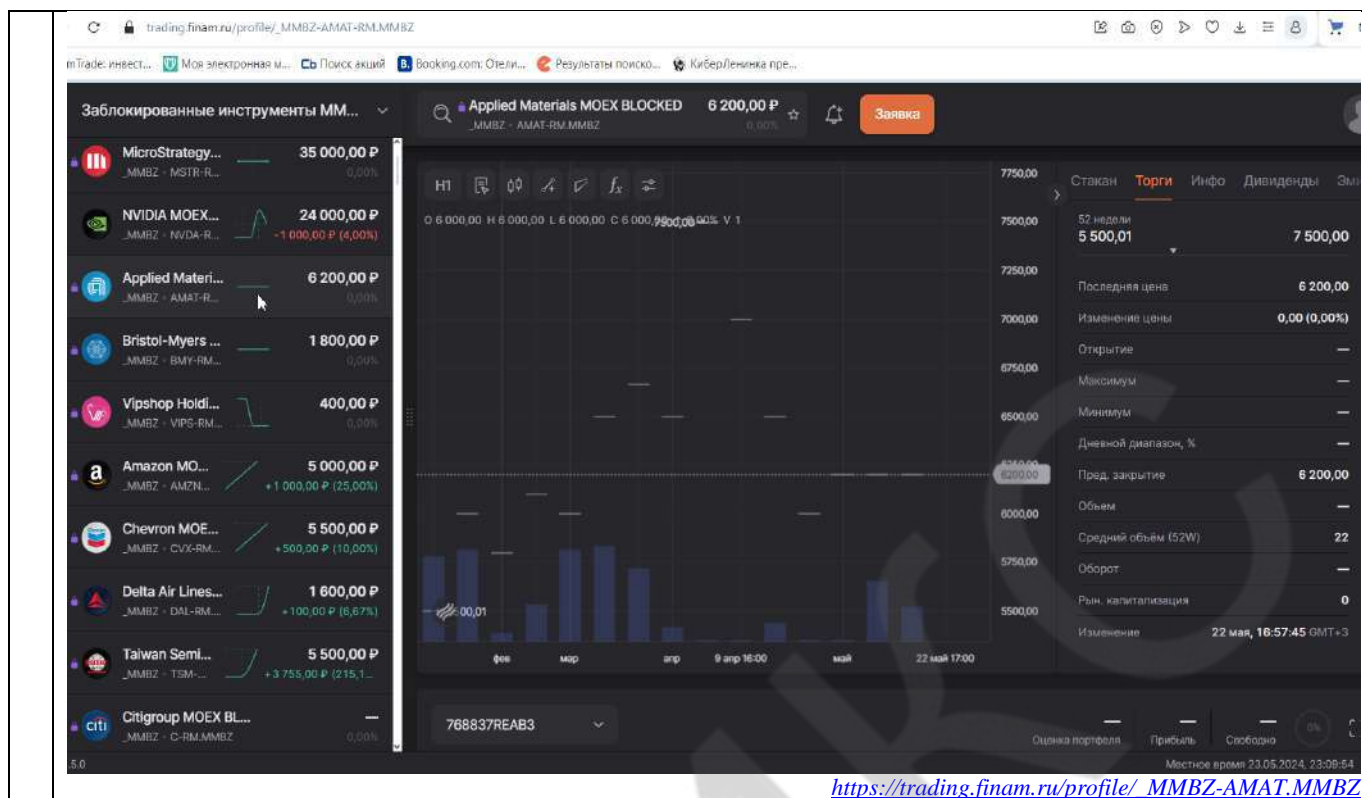 trading.finam.ru/profile/_MMBZ-AMAT-RM.MMBZ
mTrade: инвест... Моя электронная м... Сb Поиск акций B. Booking.com: Отели... Результаты поиско... КиберЛенинка пре...
Заблокированные инструменты ММ...
Applied Materials MOEX BLOCKED 6 200,00 ₽
_MMBZ · AMAT-RM.MMBZ 0,00%
Заявка
MicroStrategy... 35 000,00 ₽
_MMBZ · MSTR-R... 0,00%
NVIDIA MOEX... 24 000,00 ₽
_MMBZ · NVDA-R... -1 000,00 ₽ (4,00%)
Applied Materi... 6 200,00 ₽
_MMBZ · AMAT-R... 0,00%
Bristol-Myers ... 1 800,00 ₽
_MMBZ · BMY-RM... 0,00%
Vipshop Holdi... 400,00 ₽
_MMBZ · VIPS-RM... 0,00%
Amazon MO... 5 000,00 ₽
_MMBZ · AMZN... +1 000,00 ₽ (25,00%)
Chevron MOE... 5 500,00 ₽
_MMBZ · CVX-RM... +500,00 ₽ (10,00%)
Delta Air Lines... 1 600,00 ₽
_MMBZ · DAL-RM... +100,00 ₽ (6,67%)
Taiwan Semi... 5 500,00 ₽
_MMBZ · TSM-... +3 755,00 ₽ (215,1...
Citigroup MOEX BL... —
_MMBZ · C-RM.MMBZ 0,00%
.5.0
H1
O 6 000,00 H 6 000,00 L 6 000,00 C 6 000, V 1
7750,00
7500,00
7250,00
7000,00
6750,00
6500,00
6200,00
6000,00
5750,00
5500,00
00,01
фев мар апр 9 апр 16:00 май 22 май 17:00
Стакан Торги Инфо Дивиденды Эми
52 недели
5 500,01 7 500,00
Последняя цена 6 200,00
Изменение цены 0,00 (0,00%)
Открытие —
Максимум —
Минимум —
Дневной диапазон, % —
Пред. закрытие 6 200,00
Объем —
Средний объём (52W) 22
Оборот —
Рын. капитализация 0
Изменение 22 мая, 16:57:45 GMT+3
768837REAB3
— — — 0%
Оценка портфеля Прибыль Свободно
Местное время 23.05.2024, 23:09:54
https://trading.finam.ru/profile/_MMBZ-AMAT.MMBZ